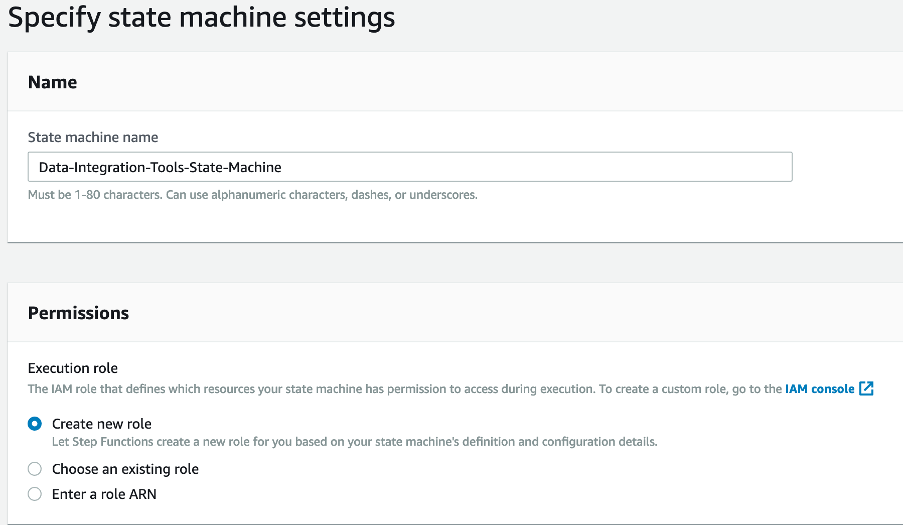 Specify state machine settings
Name
State machine name
Data-Integration-Tools-State-Machine
Must be 1-80 characters. Can use alphanumeric characters, dashes, or underscores.
Permissions
Execution role
The IAM role that defines which resources your state machine has permission to access during execution. To create a custom role, go to the IAM console
Create new role
Let Step Functions create a new role for you based on your state machine's definition and configuration details.
Choose an existing role
Enter a role ARN